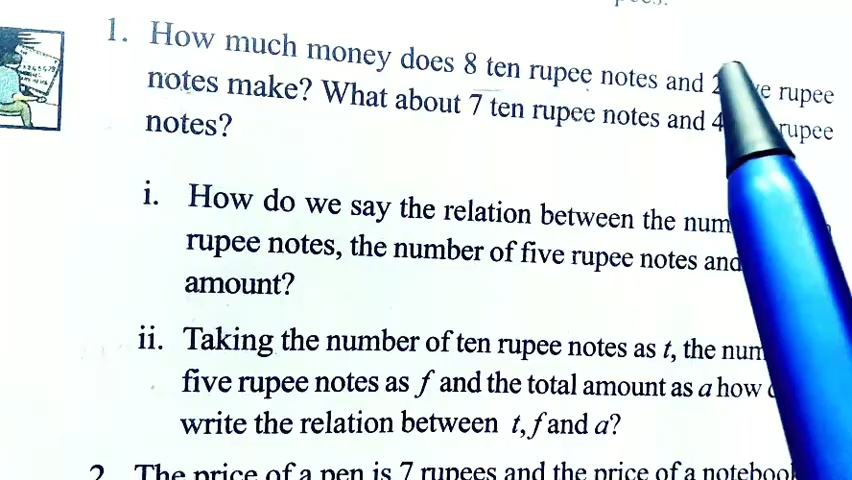 1. How much money does 8 ten rupee notes and 2 rupee
notes make? What about 7 ten rupee notes and 4 rupee
notes?
i. How do we say the relation between the
rupee notes, the number of five rupee notes and
amount?
ii. Taking the number of ten rupee notes as t, the
five rupee notes as f and the total amount as a how
write the relation between t, f and a?
2. The price of a pen is 7 rupees and the price of a notebook